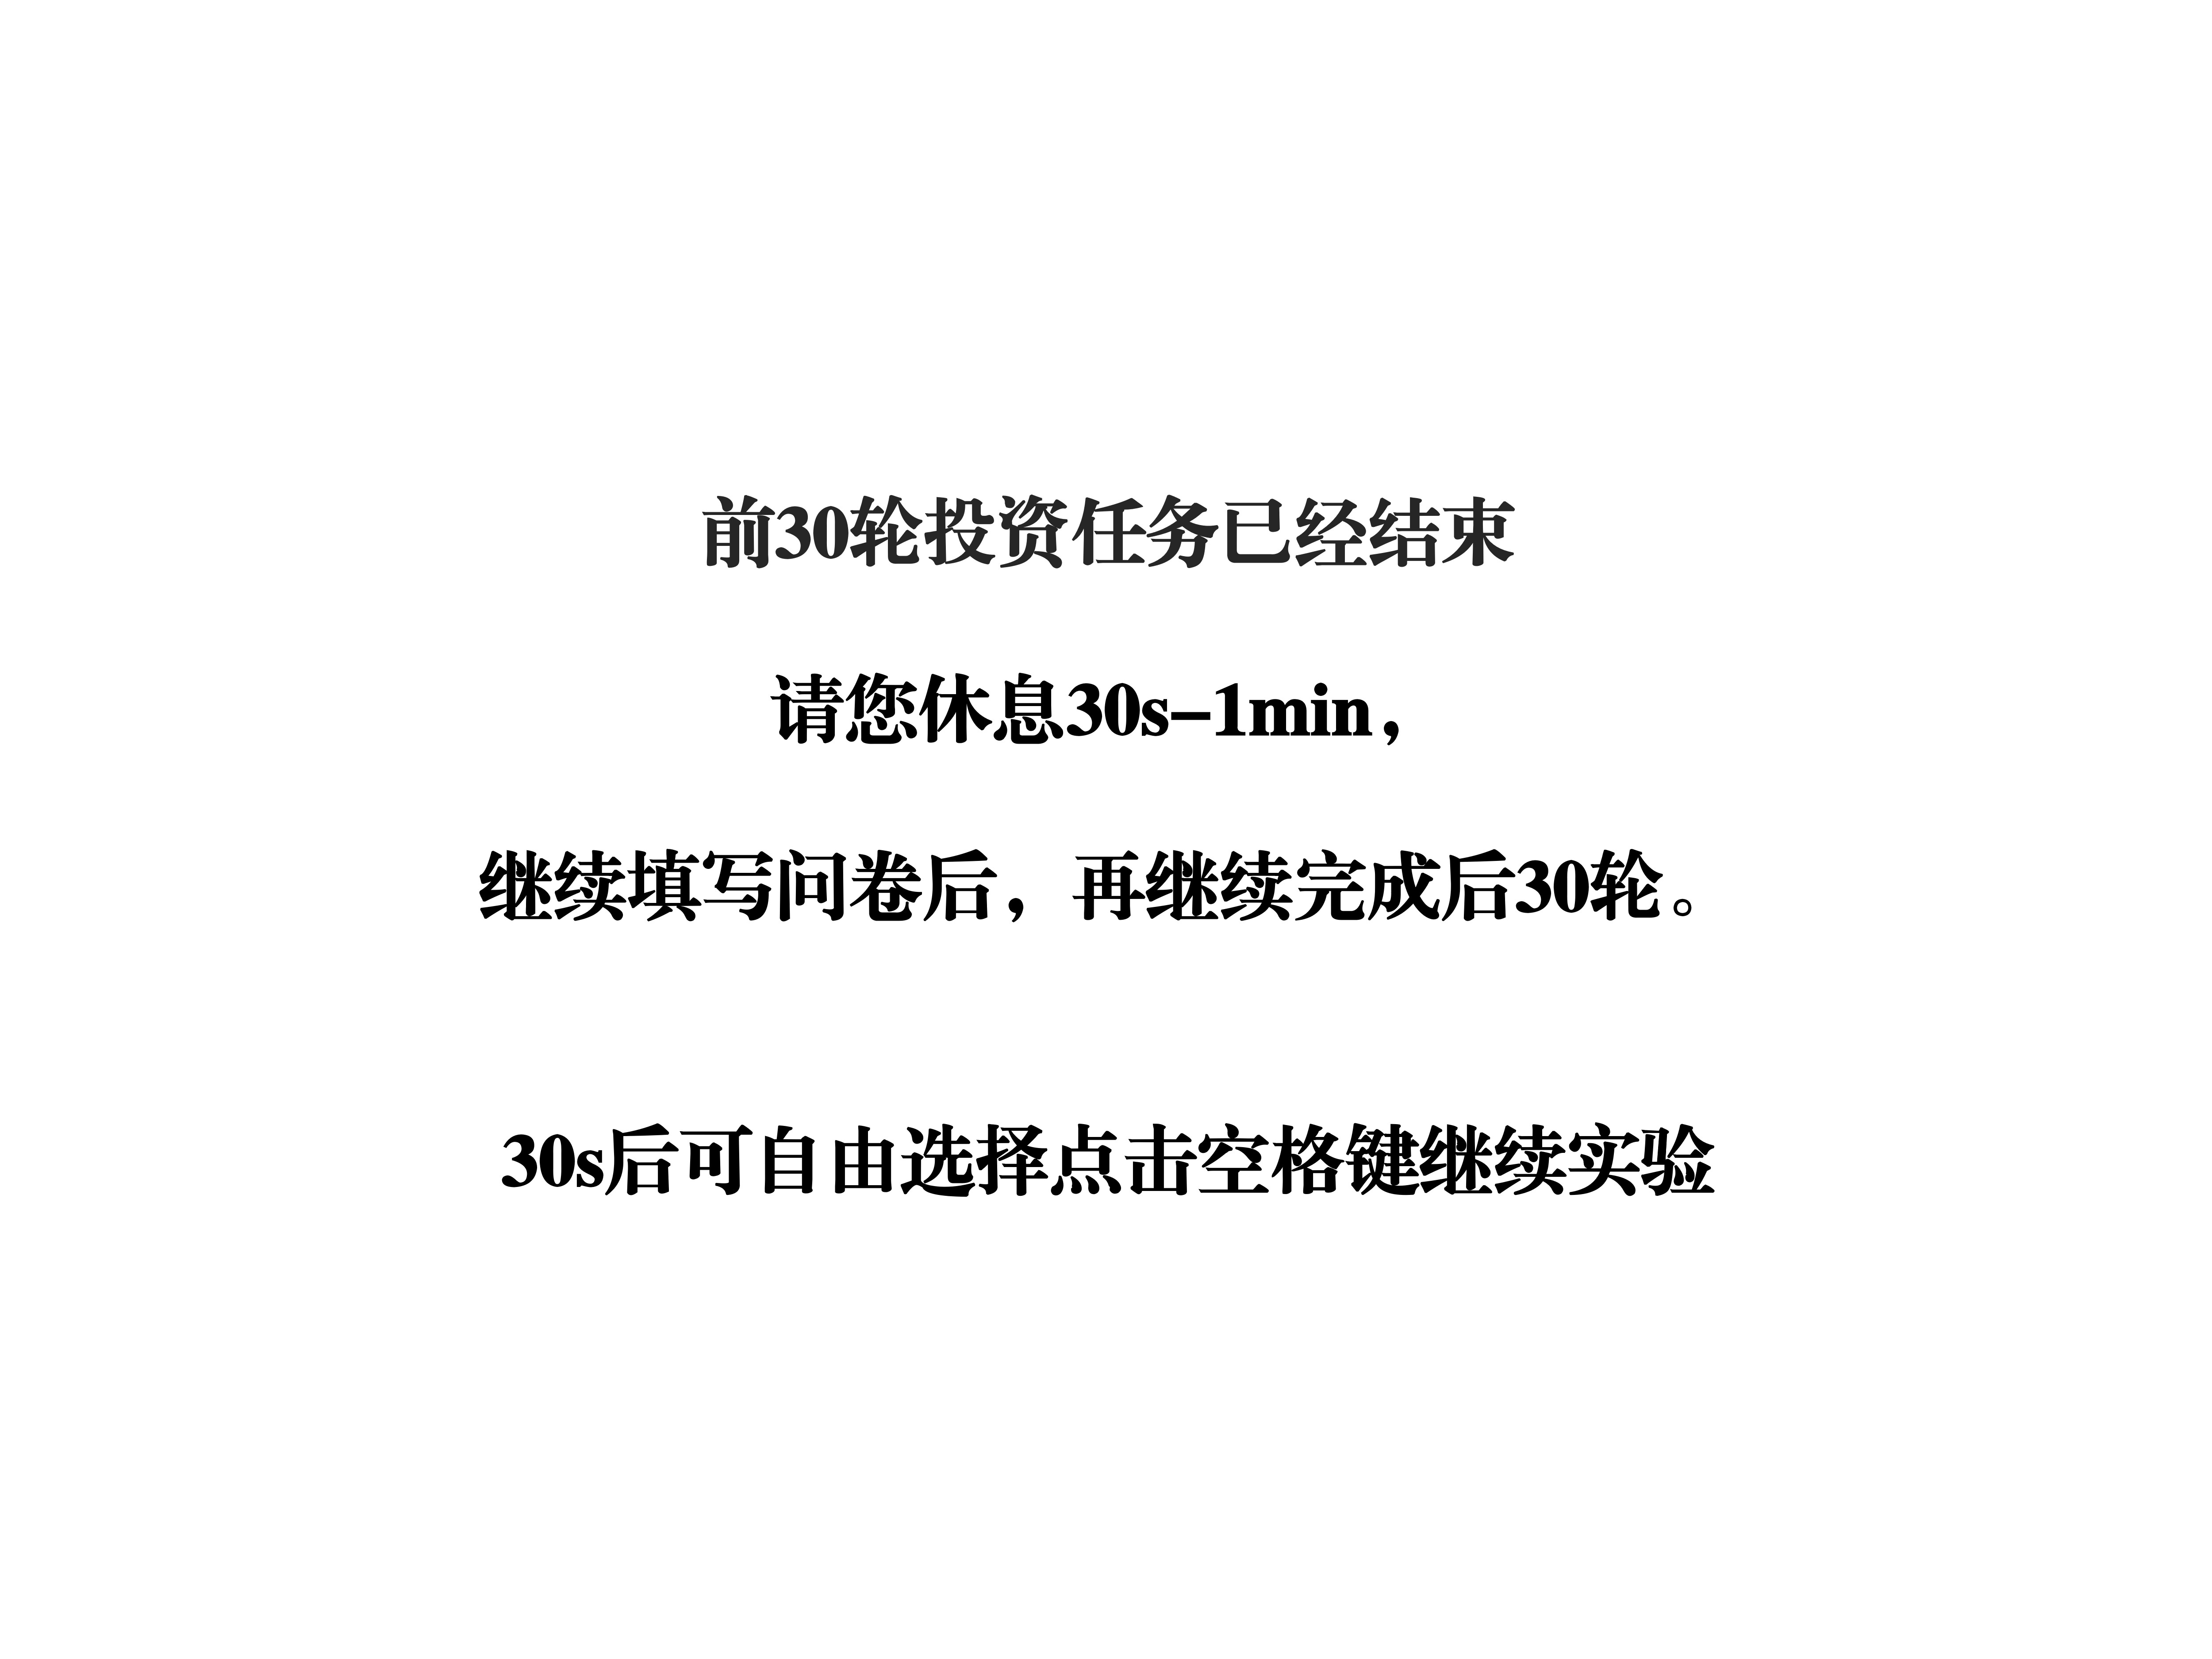 前30轮投资任务已经结束
请您休息30s—1min，
继续填写问卷后，再继续完成后30轮。
30s后可自由选择点击空格键继续实验